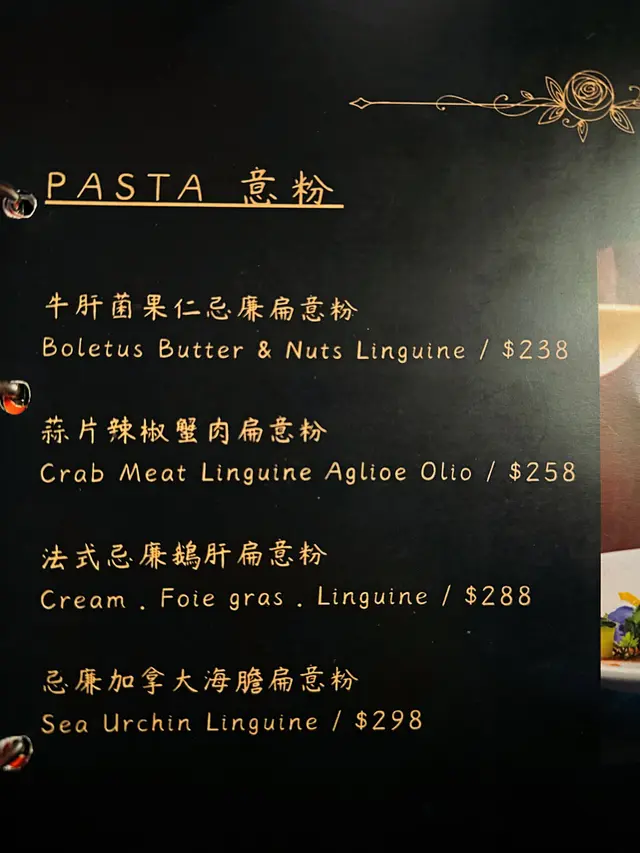 PASTA 意粉
牛肝菌果仁忌廉扁意粉
Boletus Butter & Nuts Linguine / $238
蒜片辣椒蟹肉扁意粉
Crab Meat Linguine Aglioe Olio / $258
法式忌廉鵝肝扁意粉
Cream . Foie gras . Linguine / $288
忌廉加拿大海膽扁意粉
Sea Urchin Linguine / $298